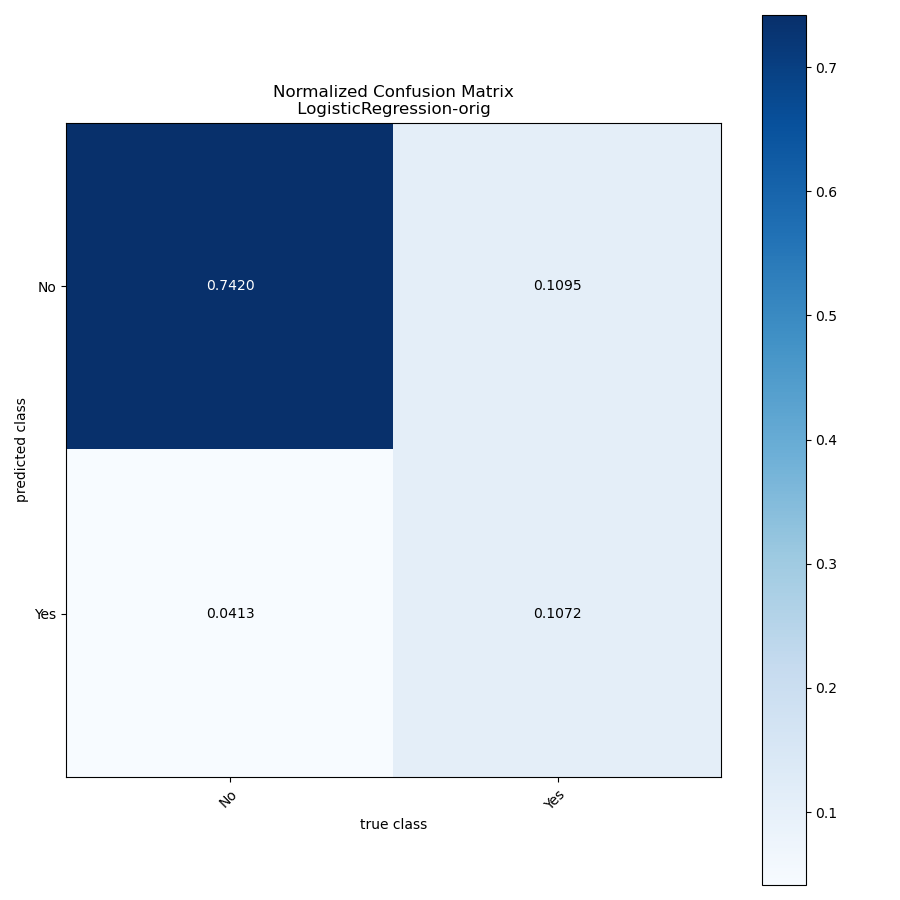 Normalized Confusion Matrix
LogisticRegression-orig
No
0.7420
0.1095
Yes
0.0413
0.1072
predicted class
No
Yes
true class
0.7
0.6
0.5
0.4
0.3
0.2
0.1